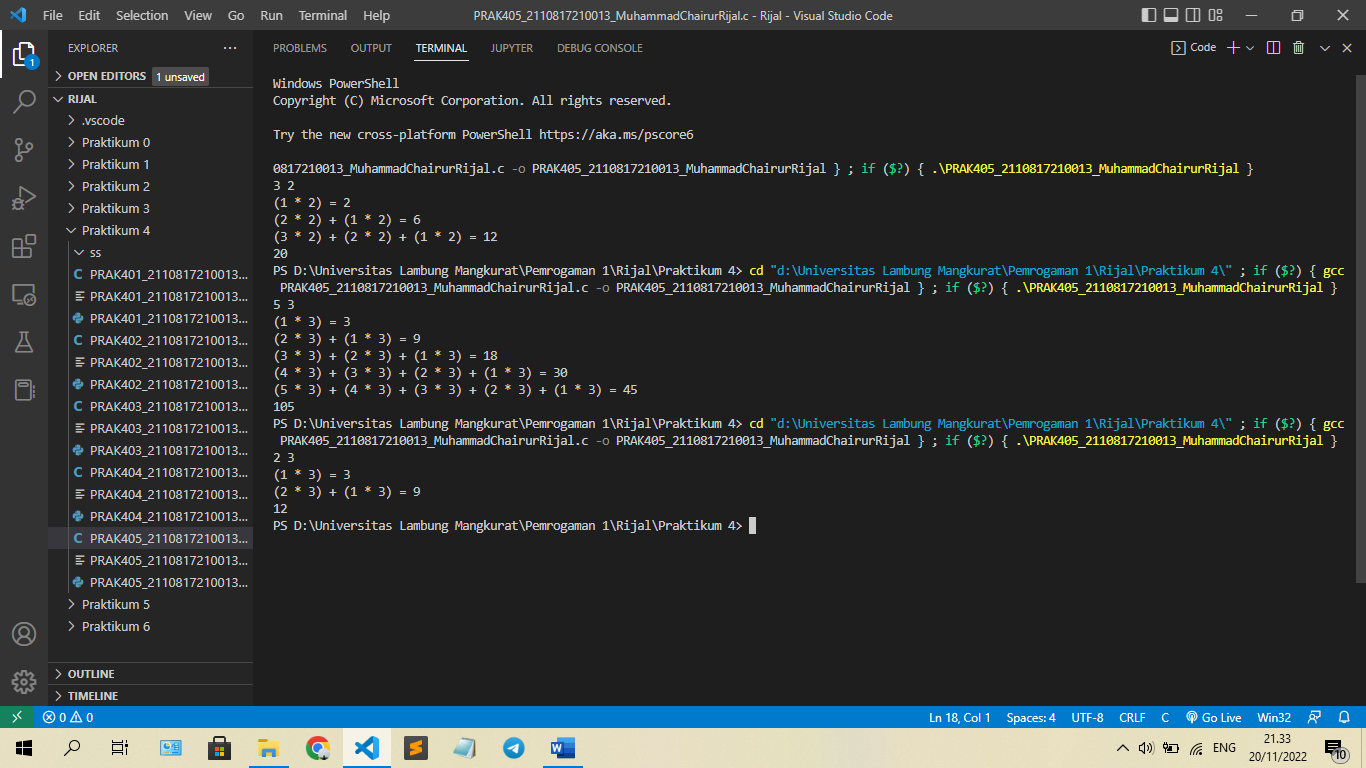 File Edit Selection View Go Run Terminal Help PRAK405_2110817210013_MuhammadChairurRijal.c - Rijal - Visual Studio Code
EXPLORER
1
OPEN EDITORS 1 unsaved
RIJAL
.vscode
Praktikum 0
Praktikum 1
Praktikum 2
Praktikum 3
Praktikum 4
ss
C PRAK401_2110817210013...
PRAK401_2110817210013...
PRAK401_2110817210013...
C PRAK402_2110817210013...
PRAK402_2110817210013...
PRAK402_2110817210013...
C PRAK403_2110817210013...
PRAK403_2110817210013...
PRAK403_2110817210013...
C PRAK404_2110817210013...
PRAK404_2110817210013...
PRAK404_2110817210013...
C PRAK405_2110817210013...
PRAK405_2110817210013...
PRAK405_2110817210013...
Praktikum 5
Praktikum 6
OUTLINE
TIMELINE
PROBLEMS OUTPUT TERMINAL JUPYTER DEBUG CONSOLE Code
Windows PowerShell
Copyright (C) Microsoft Corporation. All rights reserved.
Try the new cross-platform PowerShell https://aka.ms/pscore6
0817210013_MuhammadChairurRijal.c -o PRAK405_2110817210013_MuhammadChairurRijal } ; if ($?) { .\PRAK405_2110817210013_MuhammadChairurRijal }
3 2
(1 * 2) = 2
(2 * 2) + (1 * 2) = 6
(3 * 2) + (2 * 2) + (1 * 2) = 12
20
PS D:\Universitas Lambung Mangkurat\Pemrogaman 1\Rijal\Praktikum 4> cd "d:\Universitas Lambung Mangkurat\Pemrogaman 1\Rijal\Praktikum 4\" ; if ($?) { gcc
PRAK405_2110817210013_MuhammadChairurRijal.c -o PRAK405_2110817210013_MuhammadChairurRijal } ; if ($?) { .\PRAK405_2110817210013_MuhammadChairurRijal }
5 3
(1 * 3) = 3
(2 * 3) + (1 * 3) = 9
(3 * 3) + (2 * 3) + (1 * 3) = 18
(4 * 3) + (3 * 3) + (2 * 3) + (1 * 3) = 30
(5 * 3) + (4 * 3) + (3 * 3) + (2 * 3) + (1 * 3) = 45
105
PS D:\Universitas Lambung Mangkurat\Pemrogaman 1\Rijal\Praktikum 4> cd "d:\Universitas Lambung Mangkurat\Pemrogaman 1\Rijal\Praktikum 4\" ; if ($?) { gcc
PRAK405_2110817210013_MuhammadChairurRijal.c -o PRAK405_2110817210013_MuhammadChairurRijal } ; if ($?) { .\PRAK405_2110817210013_MuhammadChairurRijal }
2 3
(1 * 3) = 3
(2 * 3) + (1 * 3) = 9
12
PS D:\Universitas Lambung Mangkurat\Pemrogaman 1\Rijal\Praktikum 4>
0 0 Ln 18, Col 1 Spaces: 4 UTF-8 CRLF C Go Live Win32
ENG 21.33
20/11/2022 10